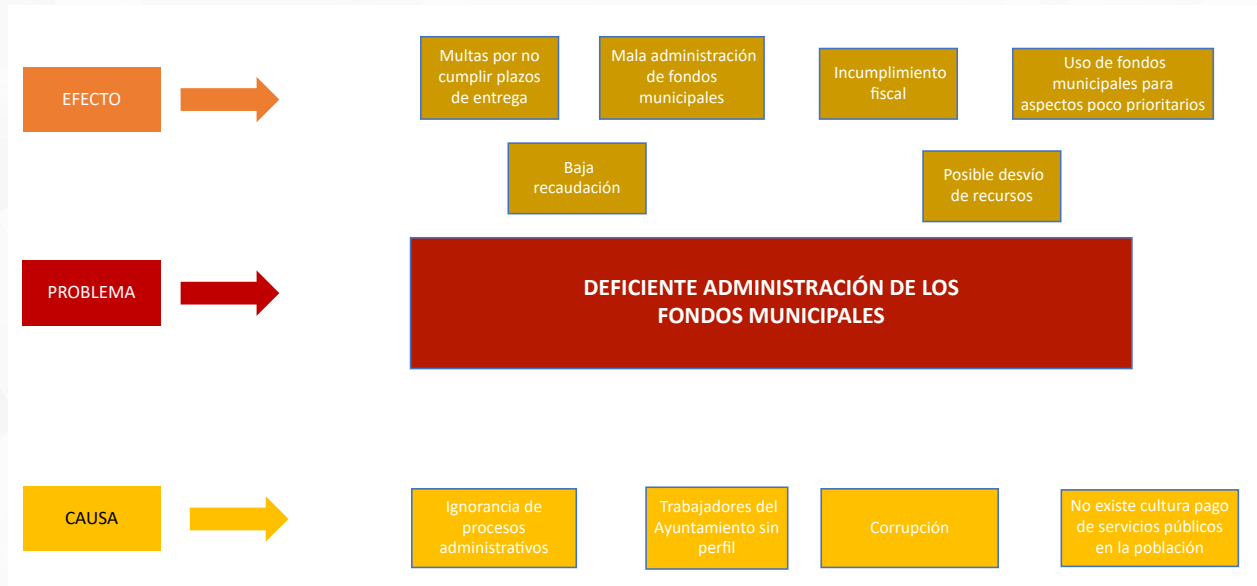 EFECTO
Multas por no
cumplir plazos
de entrega
Mala administración
de fondos
municipales
Incumplimiento
fiscal
Uso de fondos
municipales para
aspectos poco prioritarios
Baja
recaudación
Posible desvío
de recursos
PROBLEMA
DEFICIENTE ADMINISTRACIÓN DE LOS
FONDOS MUNICIPALES
CAUSA
Ignorancia de
procesos
administrativos
Trabajadores del
Ayuntamiento sin
perfil
Corrupción
No existe cultura pago
de servicios públicos
en la población